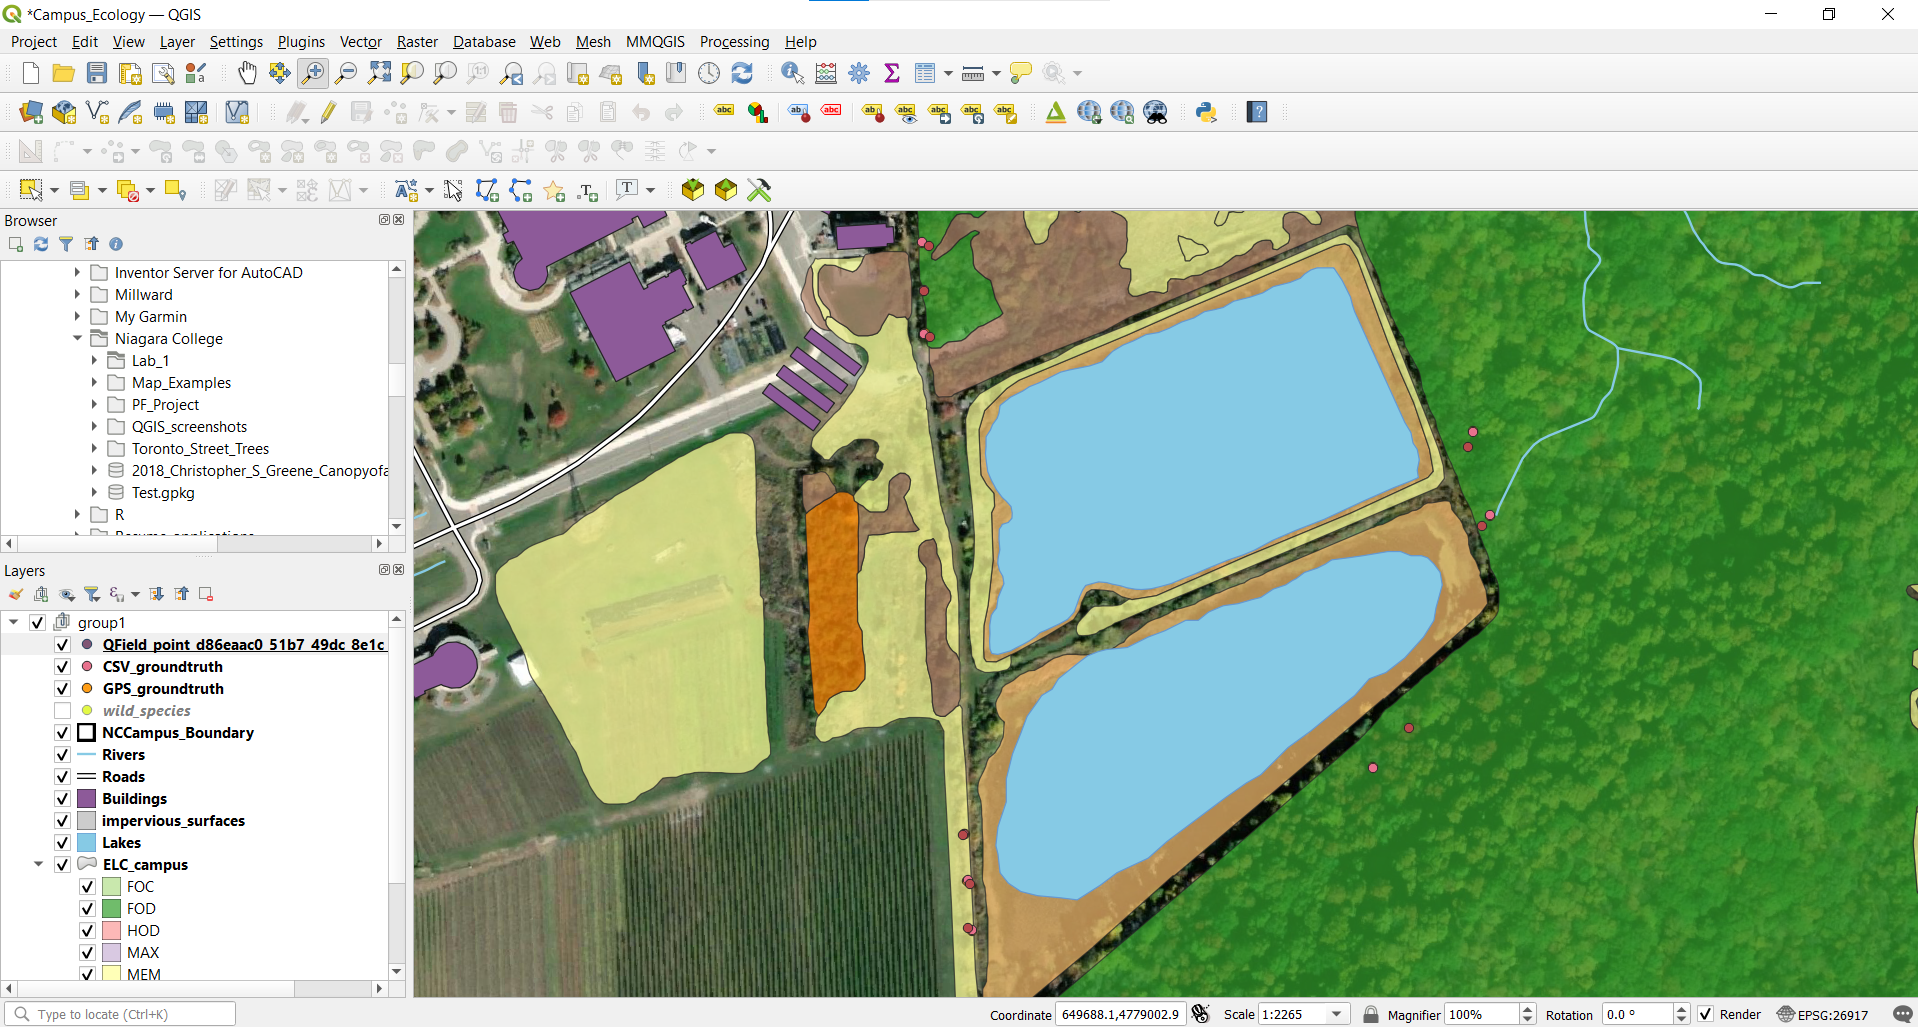 *Campus_Ecology — QGIS
Project Edit View Layer Settings Plugins Vector Raster Database Web Mesh MMQGIS Processing Help
Browser
Inventor Server for AutoCAD
Millward
My Garmin
Niagara College
Lab_1
Map_Examples
PF_Project
QGIS_screenshots
Toronto_Street_Trees
2018_Christopher_S_Greene_Canopyofa
Test.gpkg
R
Layers
group1
QField_point_d86eaac0_51b7_49dc_8e1c
CSV_groundtruth
GPS_groundtruth
wild_species
NCCampus_Boundary
Rivers
Roads
Buildings
impervious_surfaces
Lakes
ELC_campus
FOC
FOD
HOD
MAX
MEM
Type to locate (Ctrl+K)
Coordinate 649688.1,4779002.9 Scale 1:2265 Magnifier 100% Rotation 0.0 ° Render EPSG:26917